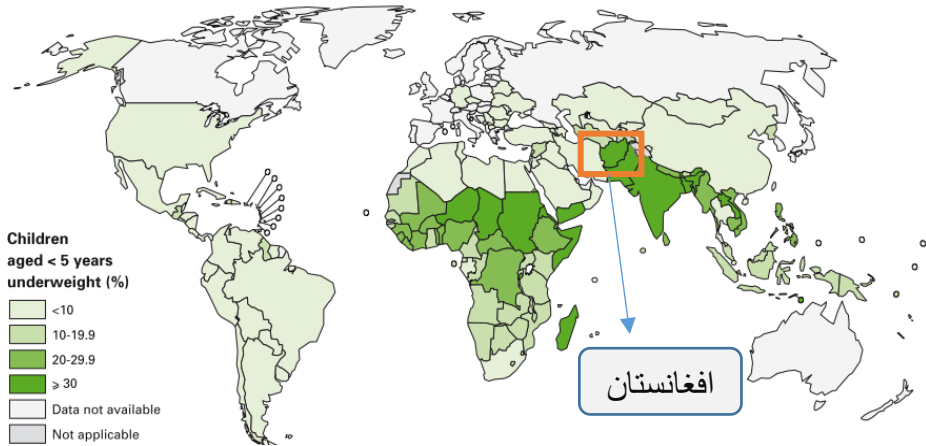 Children
aged < 5 years
underweight (%)
<10
10-19.9
20-29.9
⩾ 30
Data not available
Not applicable
افغانستان